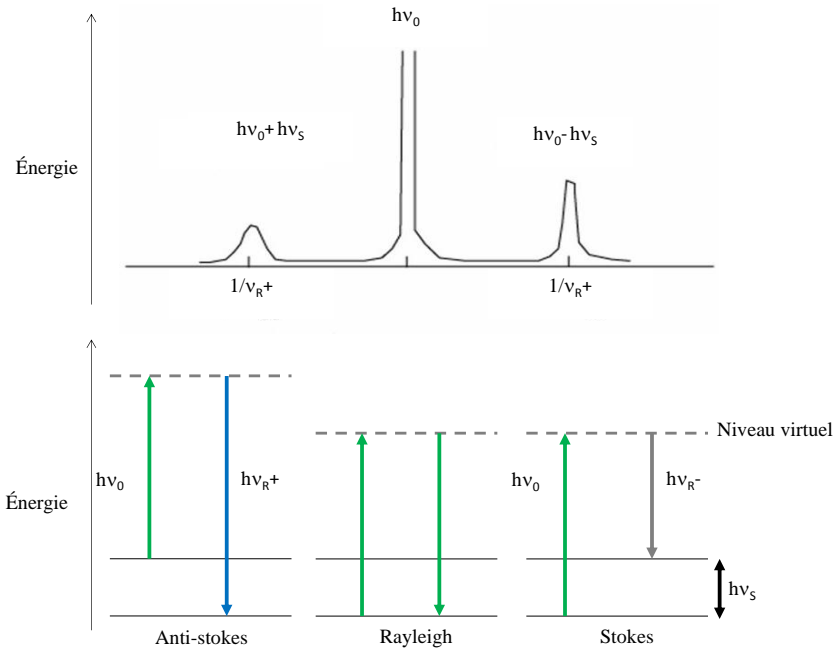 hν₀
hν₀+hνₛ
hν₀-hνₛ
Énergie
1/νR+
1/νR+
Niveau virtuel
hν₀
hνR+
hν₀
hνR-
Énergie
hνₛ
Anti-stokes
Rayleigh
Stokes